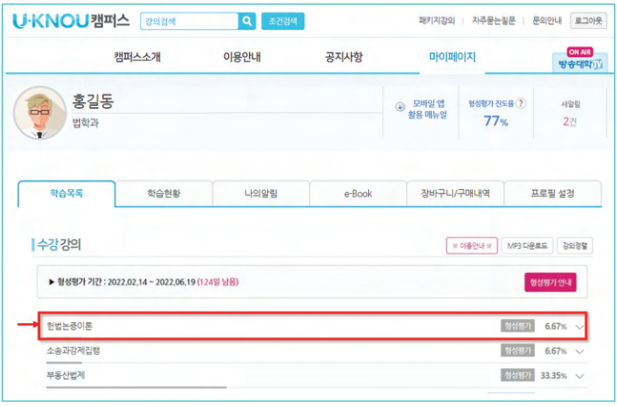 U·KNOU캠퍼스 강의검색 조건검색 패키지강의 자주묻는질문 문의안내 로그아웃
캠퍼스소개 이용안내 공지사항 마이페이지 ON AIR 방송대학TV
홍길동
법학과
모바일 앱 활용 매뉴얼
형성평가 진도율 ?
77%
새알림
2건
학습목록 학습현황 나의알림 e-Book 장바구니/구매내역 프로필 설정
수강강의 ※ 이용안내 ※ MP3 다운로드 강의정렬
▶ 형성평가 기간 : 2022.02.14 ~ 2022.06.19 (124일 남음) 형성평가 안내
헌법논증이론 형성평가 6.67%
소송과강제집행 형성평가 6.67%
부동산법제 형성평가 33.35%